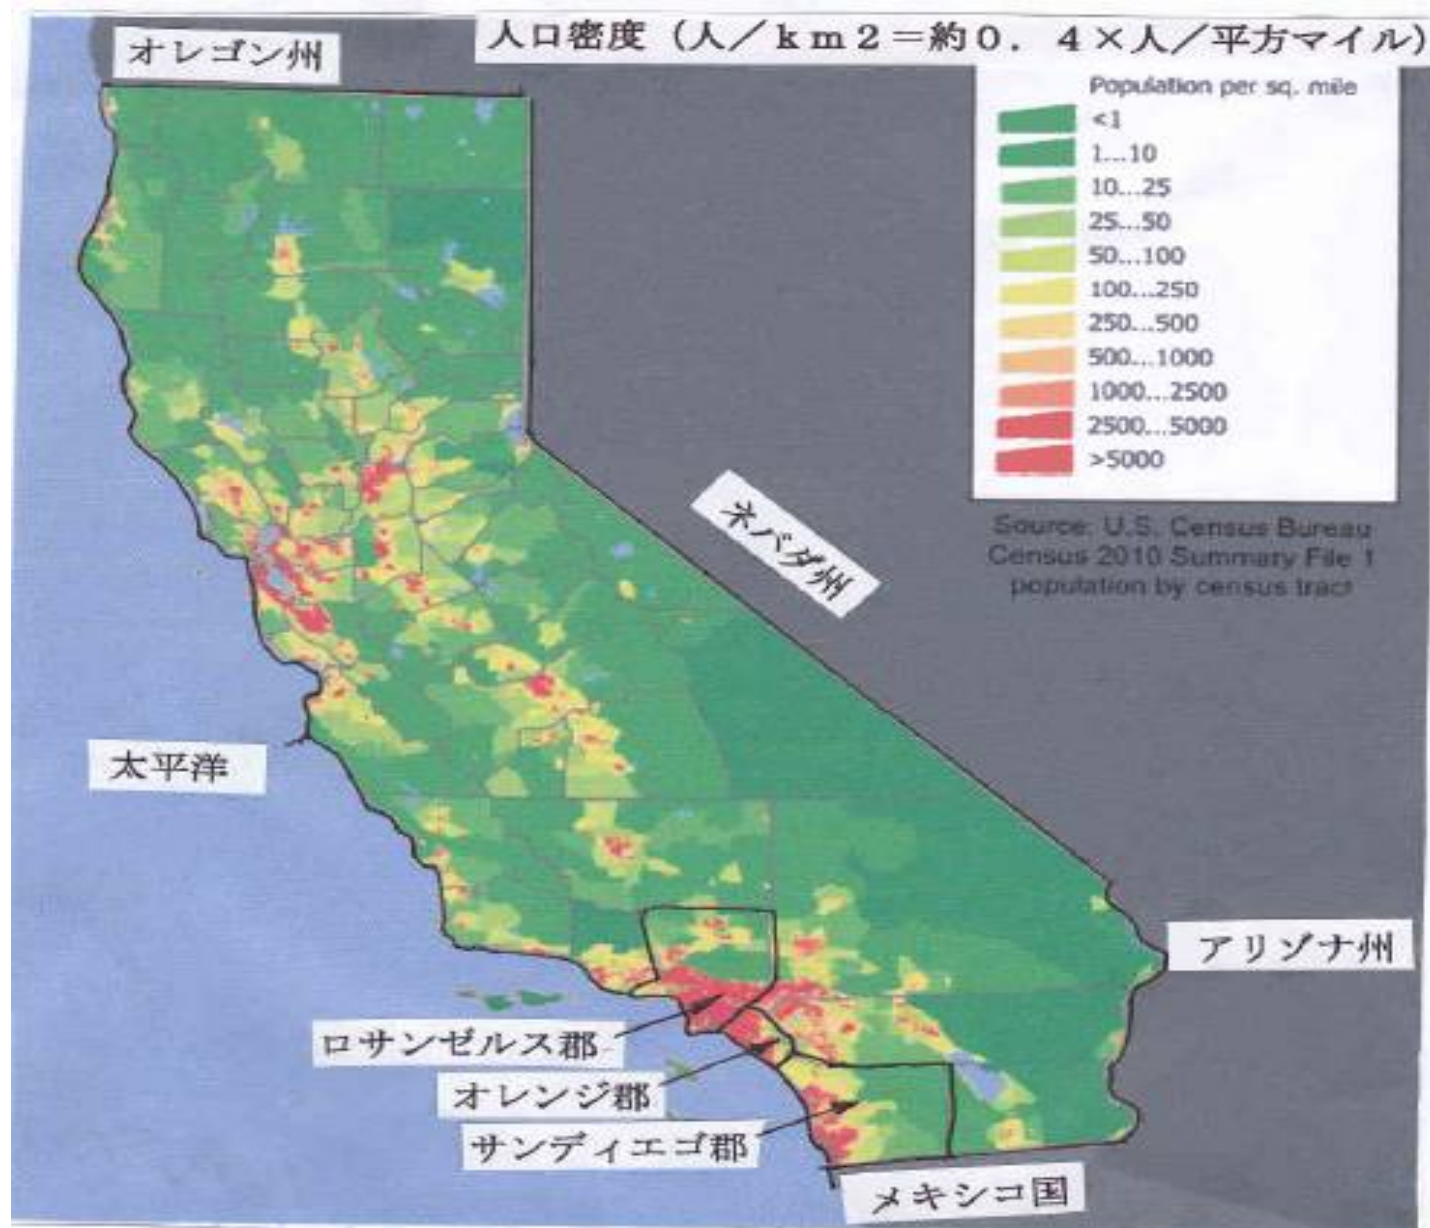 人口密度（人／ｋｍ２＝約０．４×人／平方マイル）
オレゴン州
Population per sq. mile
<1
1...10
10...25
25...50
50...100
100...250
250...500
500...1000
1000...2500
2500...5000
>5000
Source: U.S. Census Bureau
Census 2010 Summary File 1
population by census tract
ネバダ州
太平洋
アリゾナ州
ロサンゼルス郡
オレンジ郡
サンディエゴ郡
メキシコ国